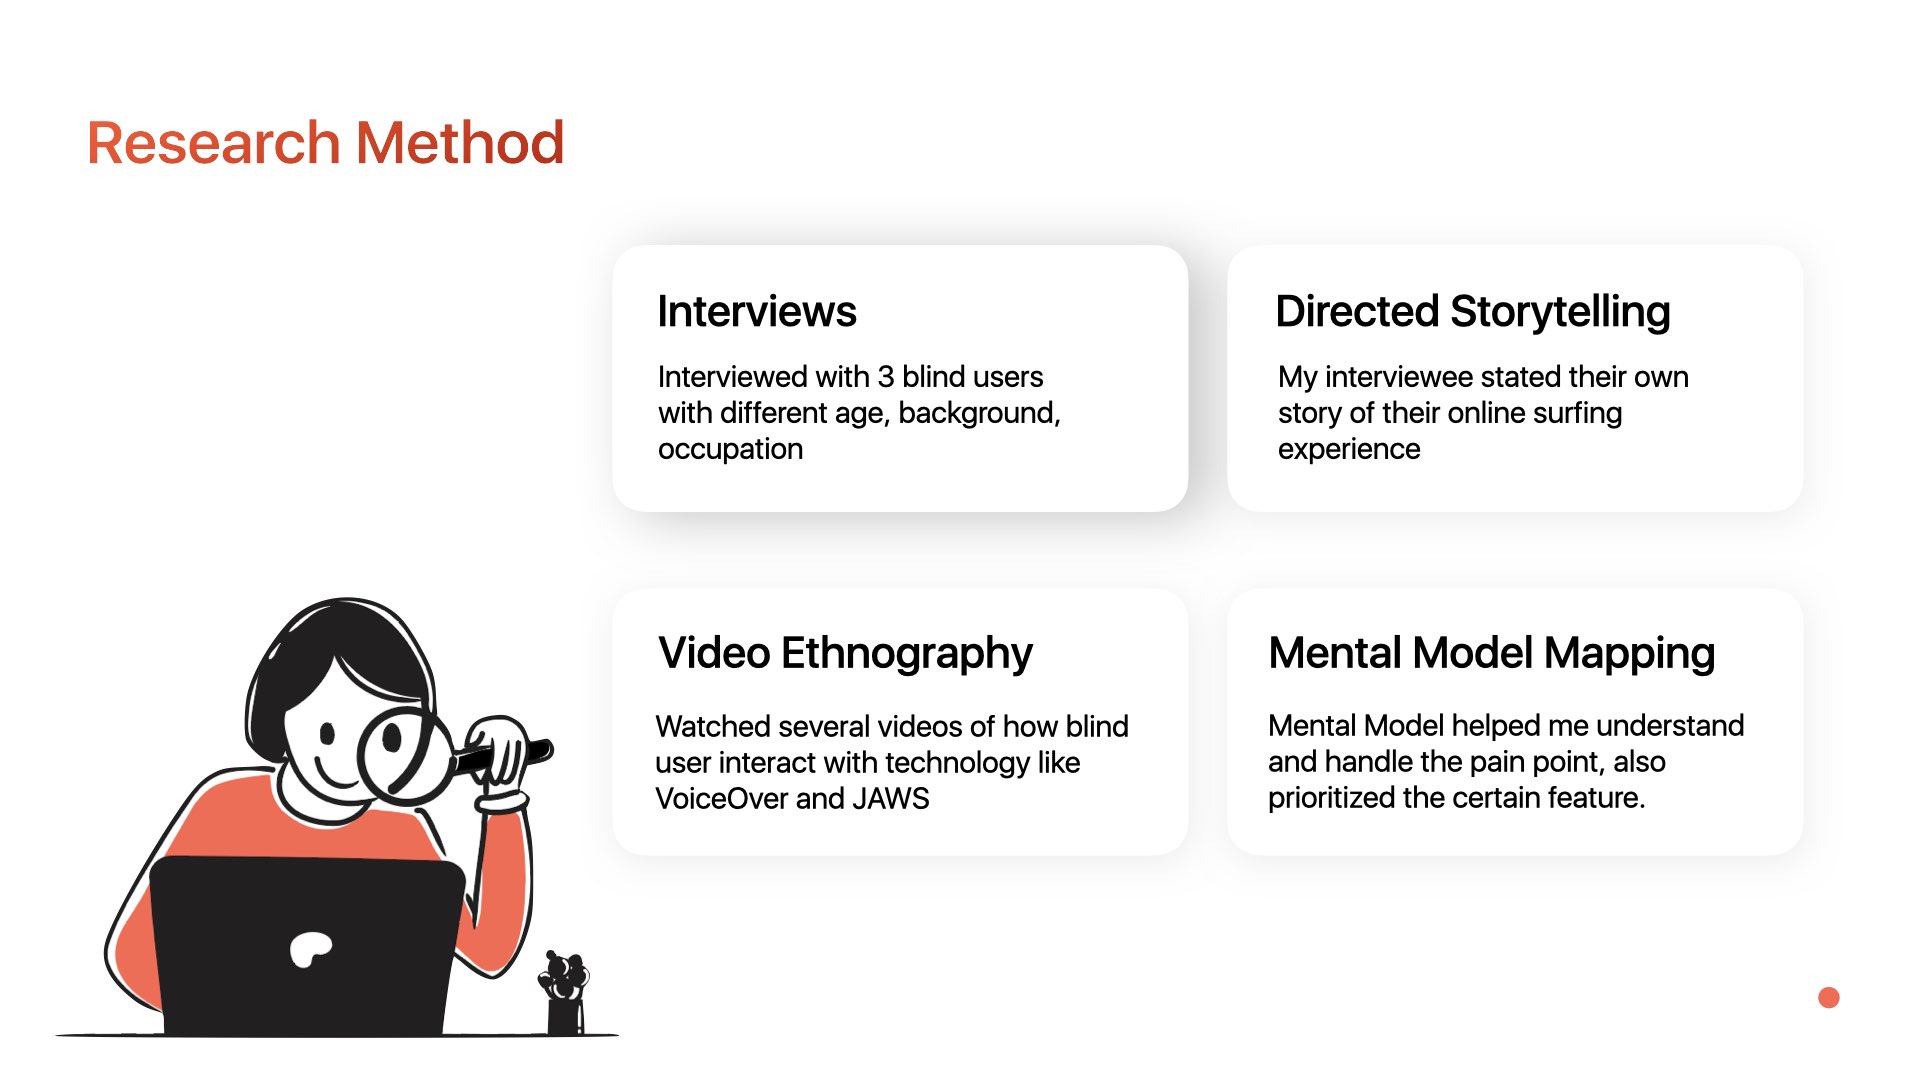 Research Method
Interviews
Interviewed with 3 blind users
with different age, background,
occupation
Directed Storytelling
My interviewee stated their own
story of their online surfing
experience
Video Ethnography
Watched several videos of how blind
user interact with technology like
VoiceOver and JAWS
Mental Model Mapping
Mental Model helped me understand
and handle the pain point, also
prioritized the certain feature.